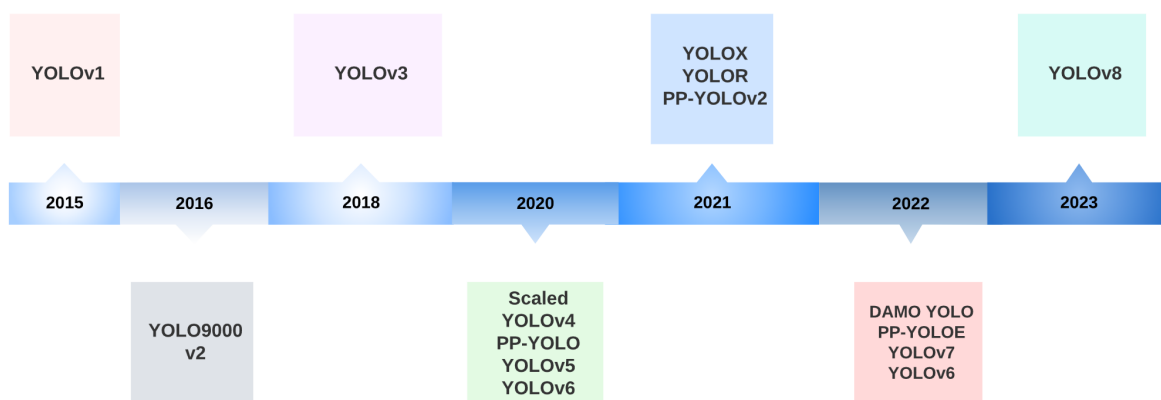 YOLOv1
YOLOv3
YOLOX
YOLOR
PP-YOLOv2
YOLOv8
2015
2016
2018
2020
2021
2022
2023
YOLO9000
v2
Scaled
YOLOv4
PP-YOLO
YOLOv5
YOLOv6
DAMO YOLO
PP-YOLOE
YOLOv7
YOLOv6